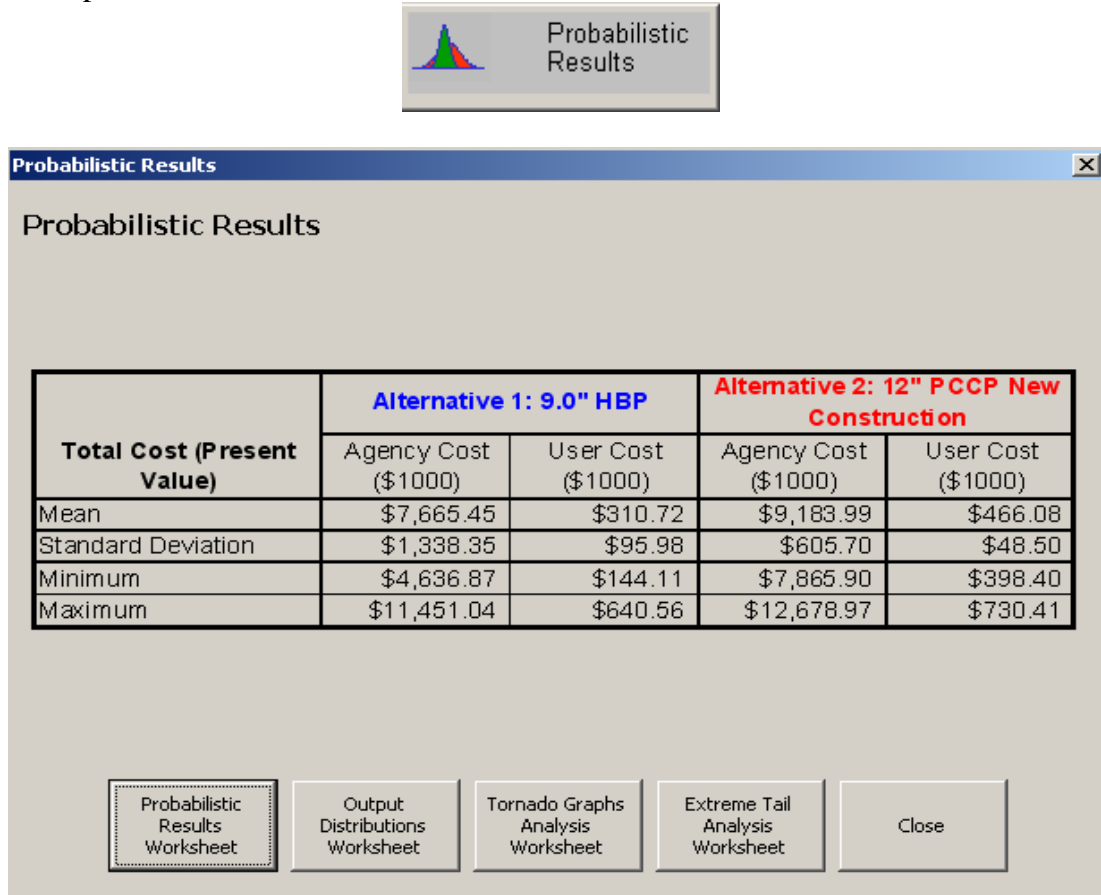 Probabilistic
Results
Probabilistic Results
Probabilistic Results
Total Cost (Present
Value)
Alternative 1: 9.0" HBP
Alternative 2: 12" PCCP New
Construction
Agency Cost
($1000)
User Cost
($1000)
Agency Cost
($1000)
User Cost
($1000)
Mean $7,665.45 $310.72 $9,183.99 $466.08
Standard Deviation $1,338.35 $95.98 $605.70 $48.50
Minimum $4,636.87 $144.11 $7,865.90 $398.40
Maximum $11,451.04 $640.56 $12,678.97 $730.41
Probabilistic
Results
Worksheet
Output
Distributions
Worksheet
Tornado Graphs
Analysis
Worksheet
Extreme Tail
Analysis
Worksheet
Close